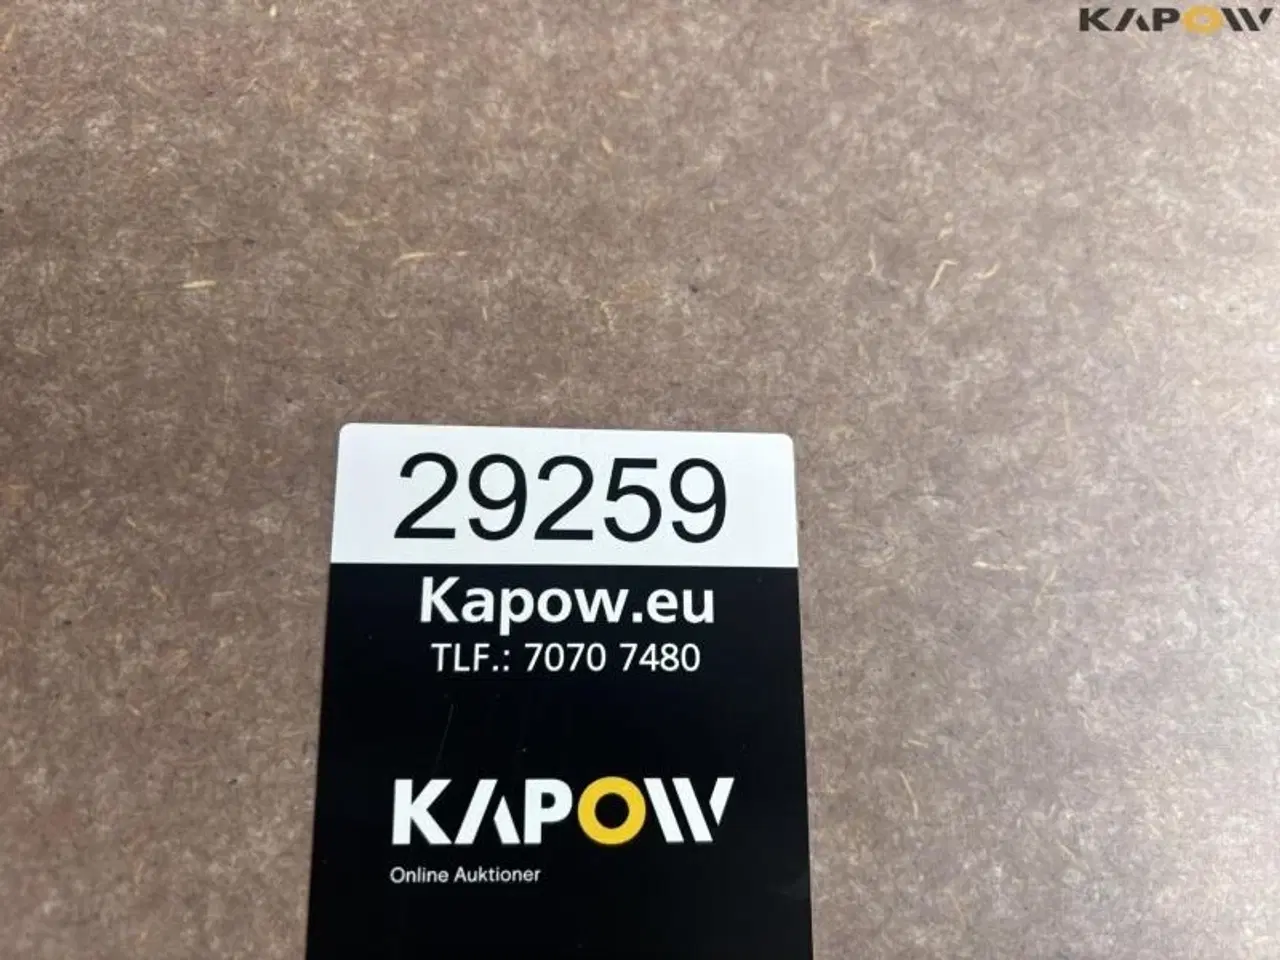 KAPOW
29259
Kapow.eu
TLF.: 7070 7480
KAPOW
Online Auktioner